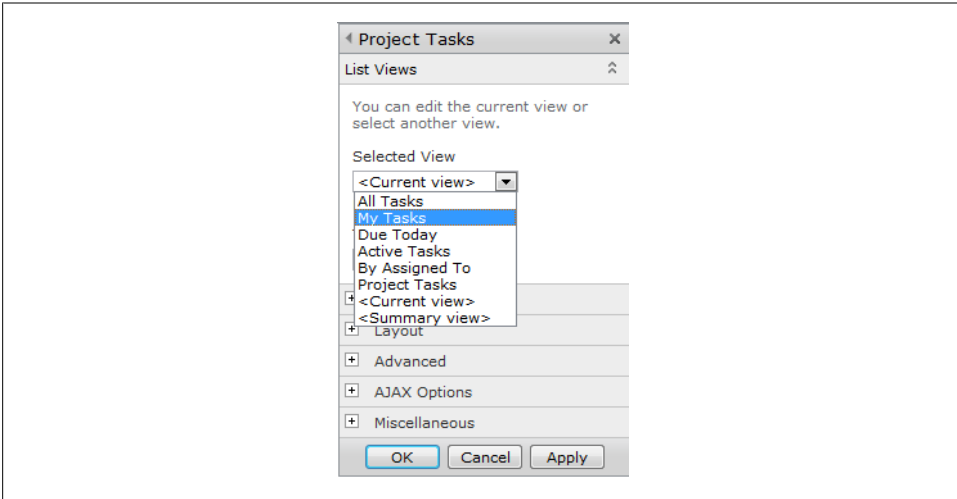 Project Tasks
List Views
You can edit the current view or
select another view.
Selected View
<Current view>
All Tasks
My Tasks
Due Today
Active Tasks
By Assigned To
Project Tasks
<Current view>
<Summary view>
Layout
Advanced
AJAX Options
Miscellaneous
OK Cancel Apply